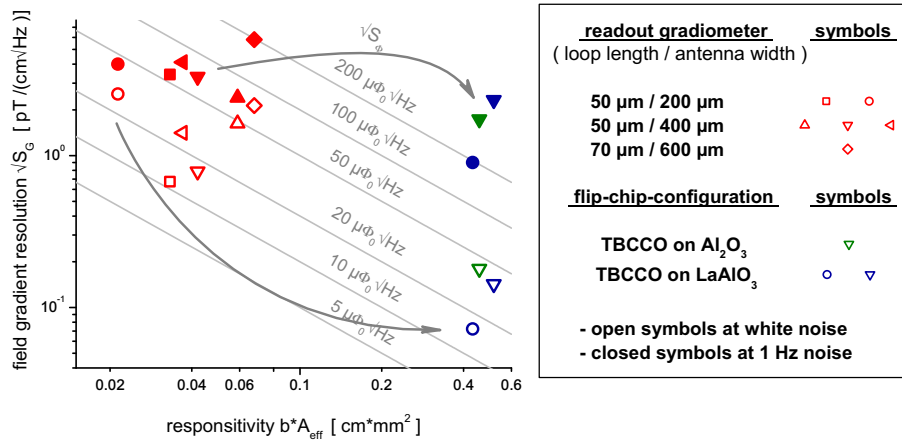 field gradient resolution √S_G [ pT /(cm√Hz) ]
10^0
10^-1
√S_Φ
200 µΦ_0 √Hz
100 µΦ_0 √Hz
50 µΦ_0 √Hz
20 µΦ_0 √Hz
10 µΦ_0 √Hz
5 µΦ_0 √Hz
0.02 0.04 0.06 0.1 0.2 0.4 0.6
responsitivity b*A_eff [ cm*mm^2 ]
readout gradiometer symbols
( loop length / antenna width )
50 µm / 200 µm
50 µm / 400 µm
70 µm / 600 µm
flip-chip-configuration symbols
TBCCO on Al_2O_3
TBCCO on LaAlO_3
- open symbols at white noise
- closed symbols at 1 Hz noise